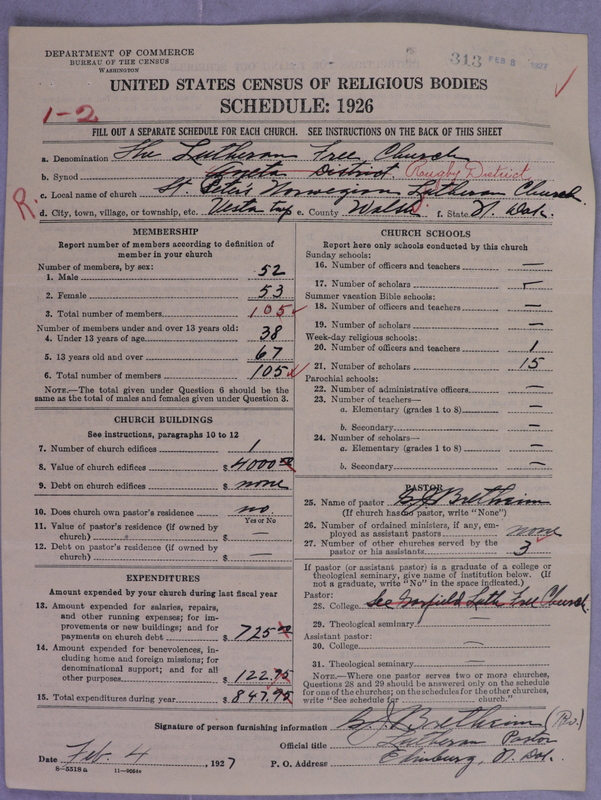 DEPARTMENT OF COMMERCE
BUREAU OF THE CENSUS
WASHINGTON
313 FEB 8 1927
UNITED STATES CENSUS OF RELIGIOUS BODIES
SCHEDULE: 1926
1-2
FILL OUT A SEPARATE SCHEDULE FOR EACH CHURCH. SEE INSTRUCTIONS ON THE BACK OF THIS SHEET
a. Denomination The Lutheran Free Church
b. Synod District Rugby District
c. Local name of church St. Peter's Norwegian Lutheran Church
R.
d. City, town, village, or township, etc. Vesta twp e. County Walsh f. State N. Dak.
MEMBERSHIP
Report number of members according to definition of member in your church
Number of members, by sex:
1. Male 52
2. Female 53
3. Total number of members 105
Number of members under and over 13 years old:
4. Under 13 years of age 38
5. 13 years old and over 67
6. Total number of members 105
NOTE.—The total given under Question 6 should be the same as the total of males and females given under Question 3.
CHURCH BUILDINGS
See instructions, paragraphs 10 to 12
7. Number of church edifices 1
8. Value of church edifices $ 4000.00
9. Debt on church edifices $ none
10. Does church own pastor's residence? no
Yes or No
11. Value of pastor's residence (if owned by church) $ —
12. Debt on pastor's residence (if owned by church) $ —
EXPENDITURES
Amount expended by your church during last fiscal year
13. Amount expended for salaries, repairs, and other running expenses; for improvements or new buildings; and for payments on church debt $ 725.00
14. Amount expended for benevolences, including home and foreign missions; for denominational support; and for all other purposes $ 122.95
15. Total expenditures during year $ 847.95
CHURCH SCHOOLS
Report here only schools conducted by this church
Sunday schools:
16. Number of officers and teachers —
17. Number of scholars —
Summer vacation Bible schools:
18. Number of officers and teachers —
19. Number of scholars —
Week-day religious schools:
20. Number of officers and teachers 1
21. Number of scholars 15
Parochial schools:
22. Number of administrative officers —
23. Number of teachers—
a. Elementary (grades 1 to 8) —
b. Secondary —
24. Number of scholars—
a. Elementary (grades 1 to 8) —
b. Secondary —
PASTOR
25. Name of pastor G. J. Bretheim
(If church has no pastor, write "None")
26. Number of ordained ministers, if any, employed as assistant pastors none
27. Number of other churches served by the pastor or his assistants 3
If pastor (or assistant pastor) is a graduate of a college or theological seminary, give name of institution below. (If not a graduate, write "No" in the space indicated.)
Pastor:
28. College See Garfield Luth Free Church.
29. Theological seminary —
Assistant pastor:
30. College —
31. Theological seminary —
NOTE.—Where one pastor serves two or more churches, Questions 28 and 29 should be answered only on the schedule for one of the churches; on the schedules for the other churches, write "See schedule for ______ church."
Signature of person furnishing information G. J. Bretheim (Rv.)
Official title Lutheran Pastor
Date Feb. 4, 1927 P. O. Address Edinburg, N. Dak.
8—5518a 11—9254a